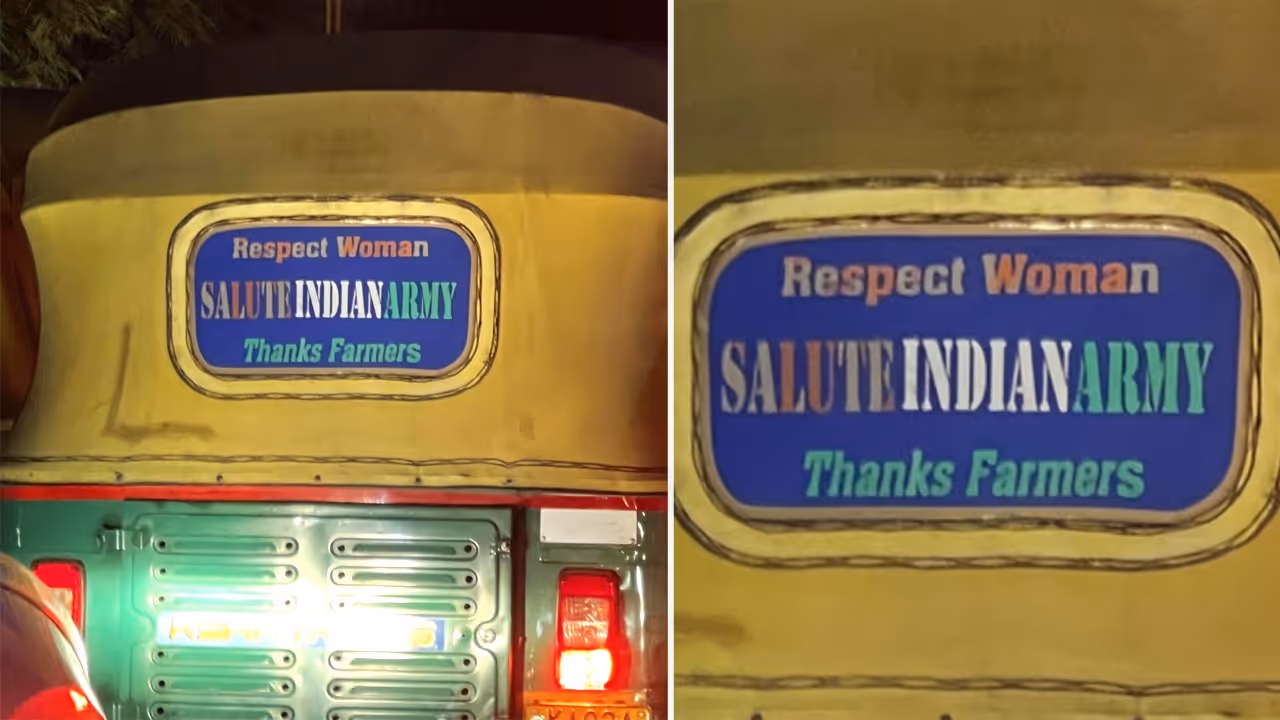 Respect Woman
SALUTE INDIAN ARMY
Thanks Farmers
Respect Woman
SALUTE INDIAN ARMY
Thanks Farmers